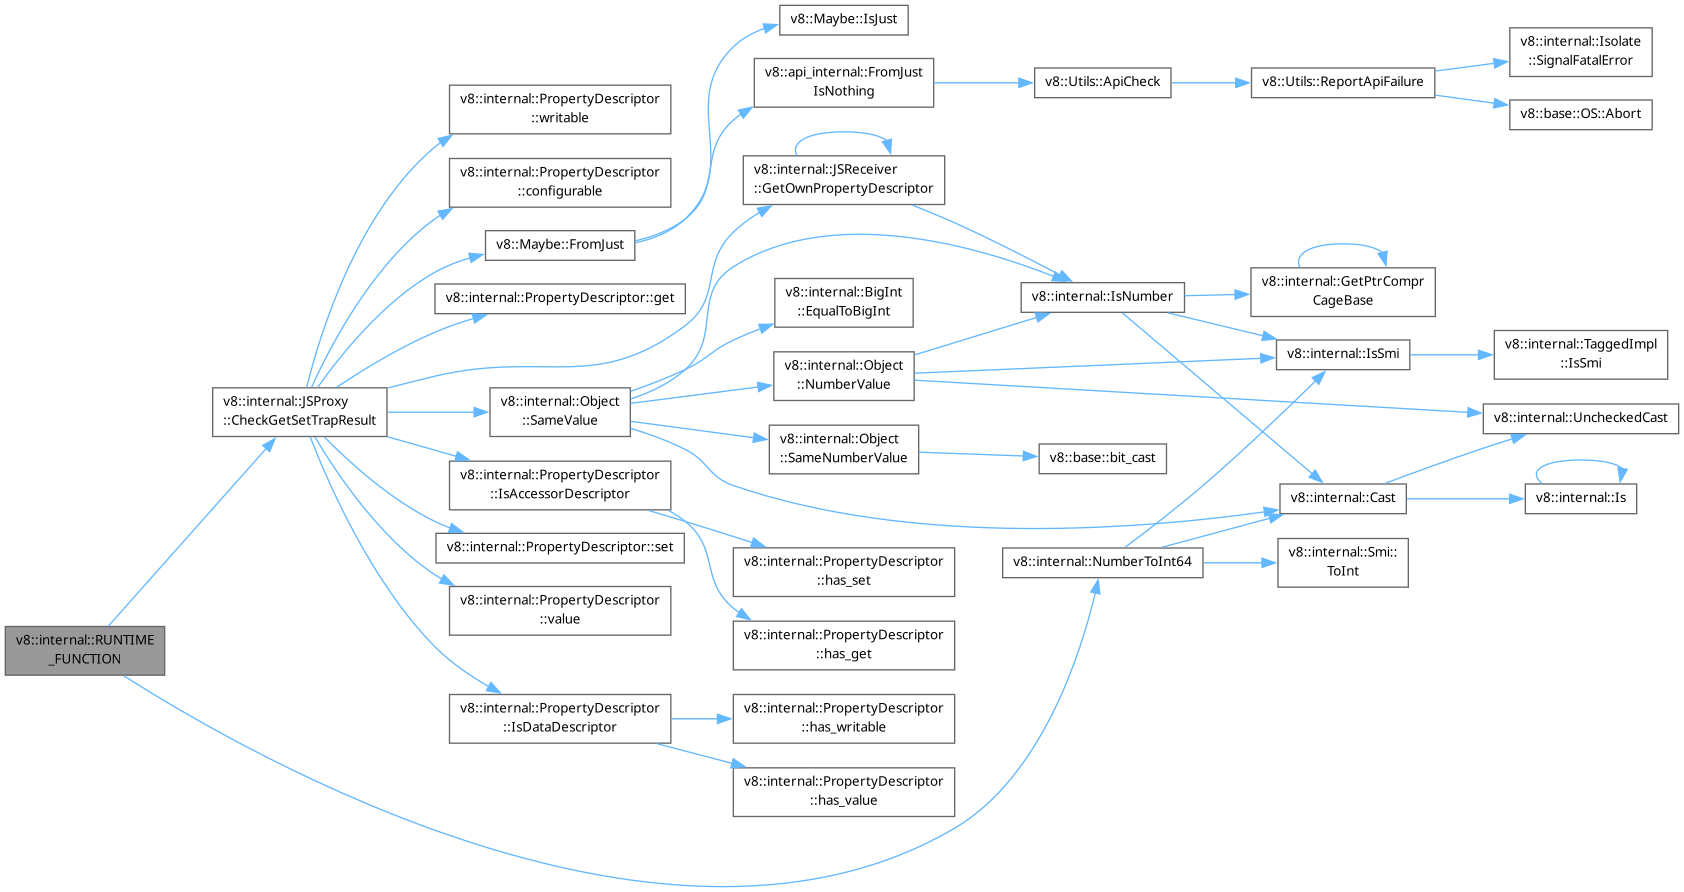 v8::Maybe::IsJust
v8::internal::Isolate
::SignalFatalError
v8::api_internal::FromJust
IsNothing
v8::Utils::ApiCheck
v8::Utils::ReportApiFailure
v8::base::OS::Abort
v8::internal::PropertyDescriptor
::writable
v8::internal::PropertyDescriptor
::configurable
v8::internal::JSReceiver
::GetOwnPropertyDescriptor
v8::Maybe::FromJust
v8::internal::PropertyDescriptor::get
v8::internal::BigInt
::EqualToBigInt
v8::internal::IsNumber
v8::internal::GetPtrCompr
CageBase
v8::internal::Object
::NumberValue
v8::internal::IsSmi
v8::internal::TaggedImpl
::IsSmi
v8::internal::JSProxy
::CheckGetSetTrapResult
v8::internal::Object
::SameValue
v8::internal::UncheckedCast
v8::internal::Object
::SameNumberValue
v8::base::bit_cast
v8::internal::PropertyDescriptor
::IsAccessorDescriptor
v8::internal::Cast
v8::internal::Is
v8::internal::PropertyDescriptor::set
v8::internal::PropertyDescriptor
::has_set
v8::internal::NumberToInt64
v8::internal::Smi::
ToInt
v8::internal::PropertyDescriptor
::value
v8::internal::RUNTIME
_FUNCTION
v8::internal::PropertyDescriptor
::has_get
v8::internal::PropertyDescriptor
::IsDataDescriptor
v8::internal::PropertyDescriptor
::has_writable
v8::internal::PropertyDescriptor
::has_value